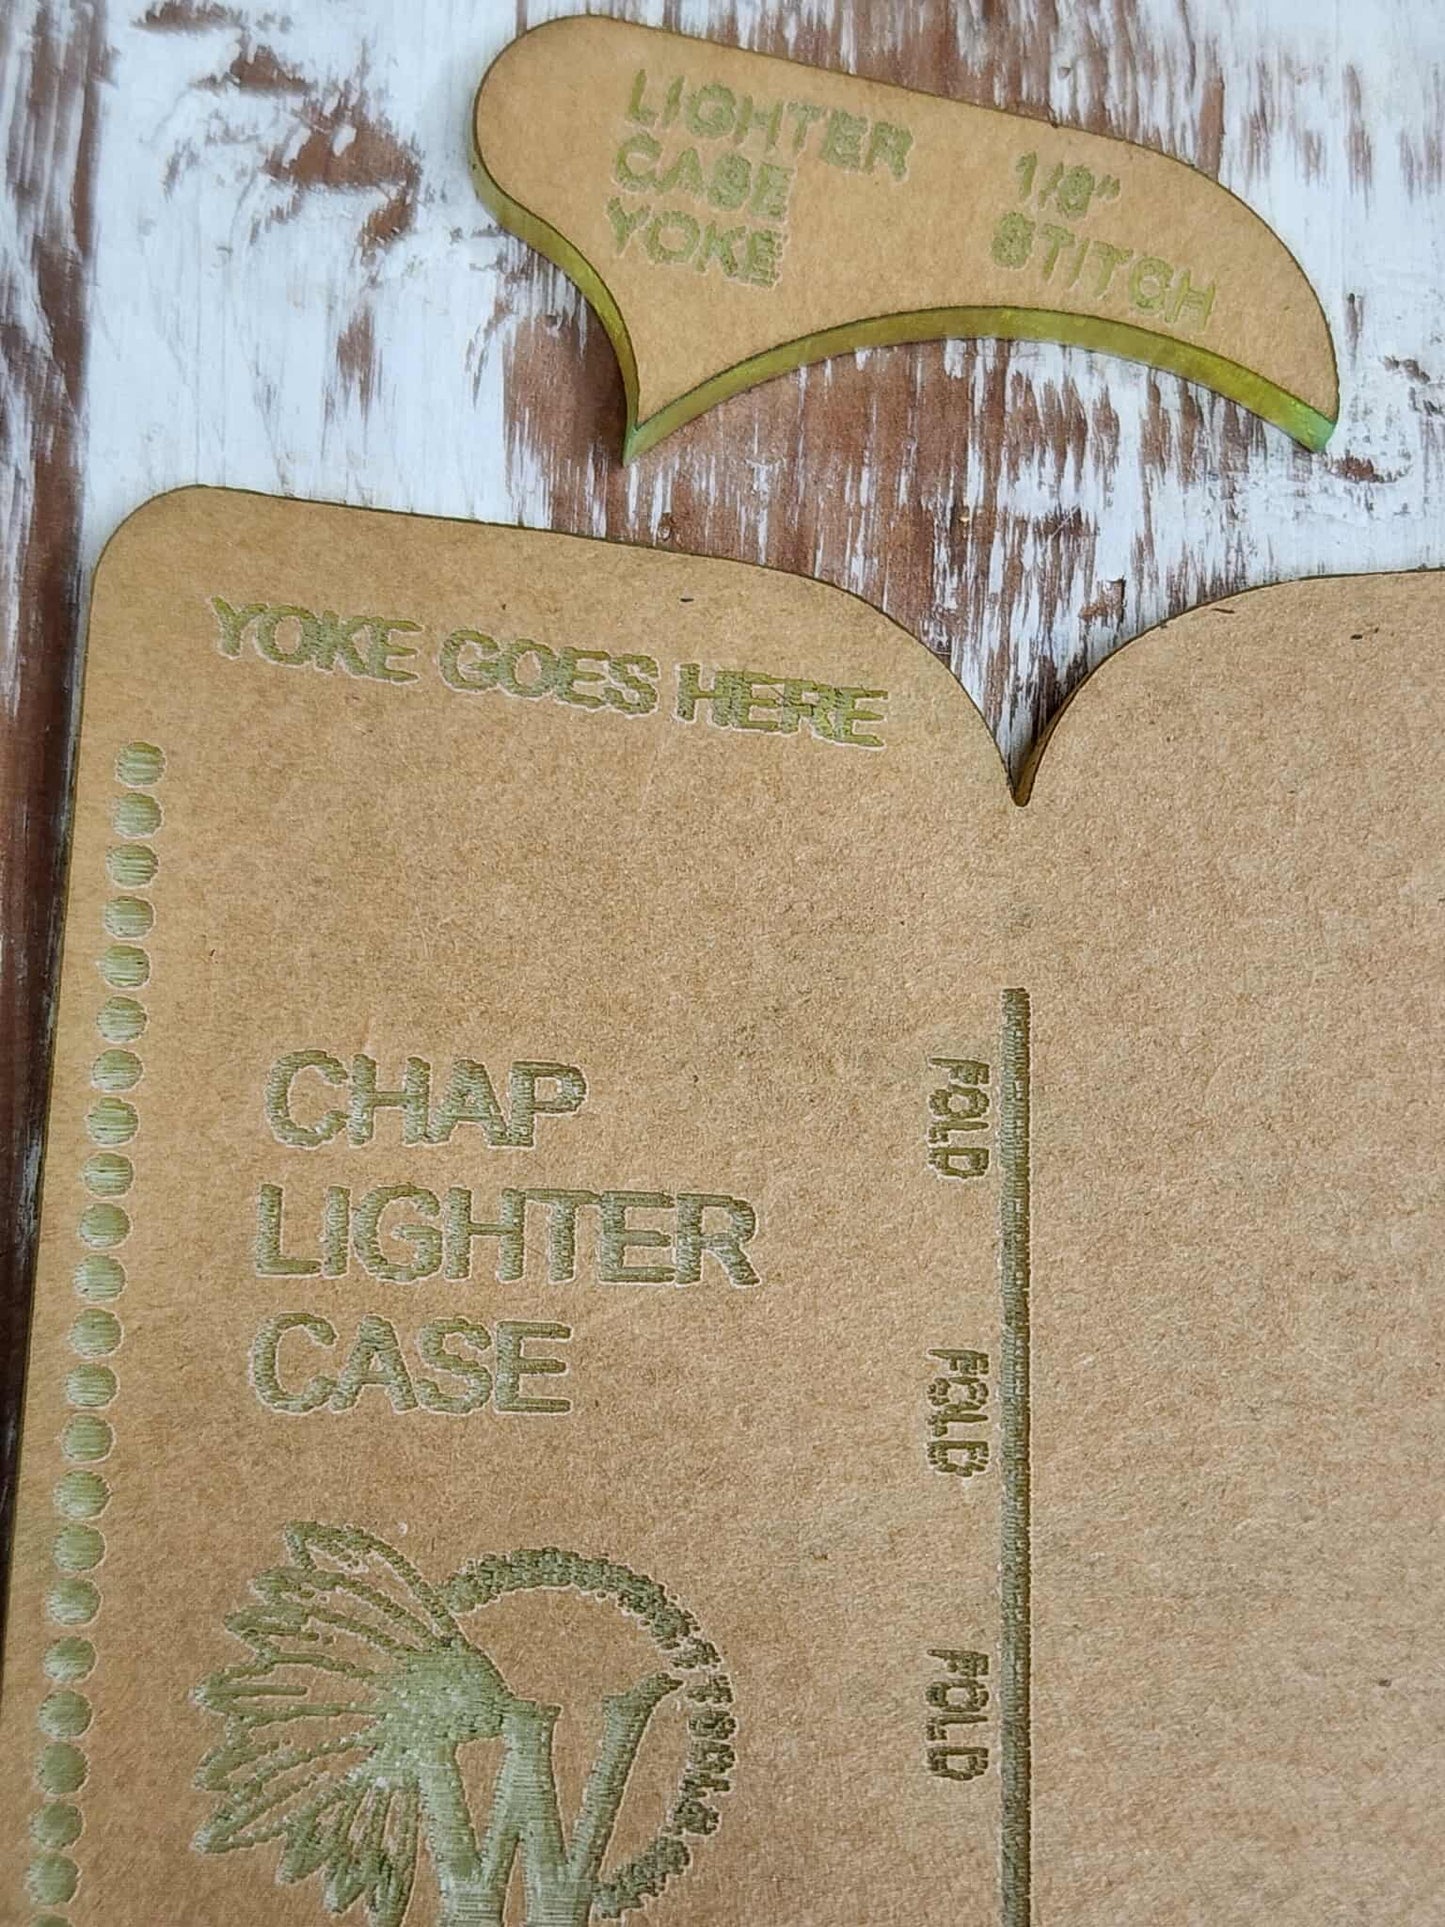 LIGHTER
CASE
YOKE
1/8"
STITCH
YOKE GOES HERE
CHAP
LIGHTER
CASE
FOLD
FOLD
FOLD
W